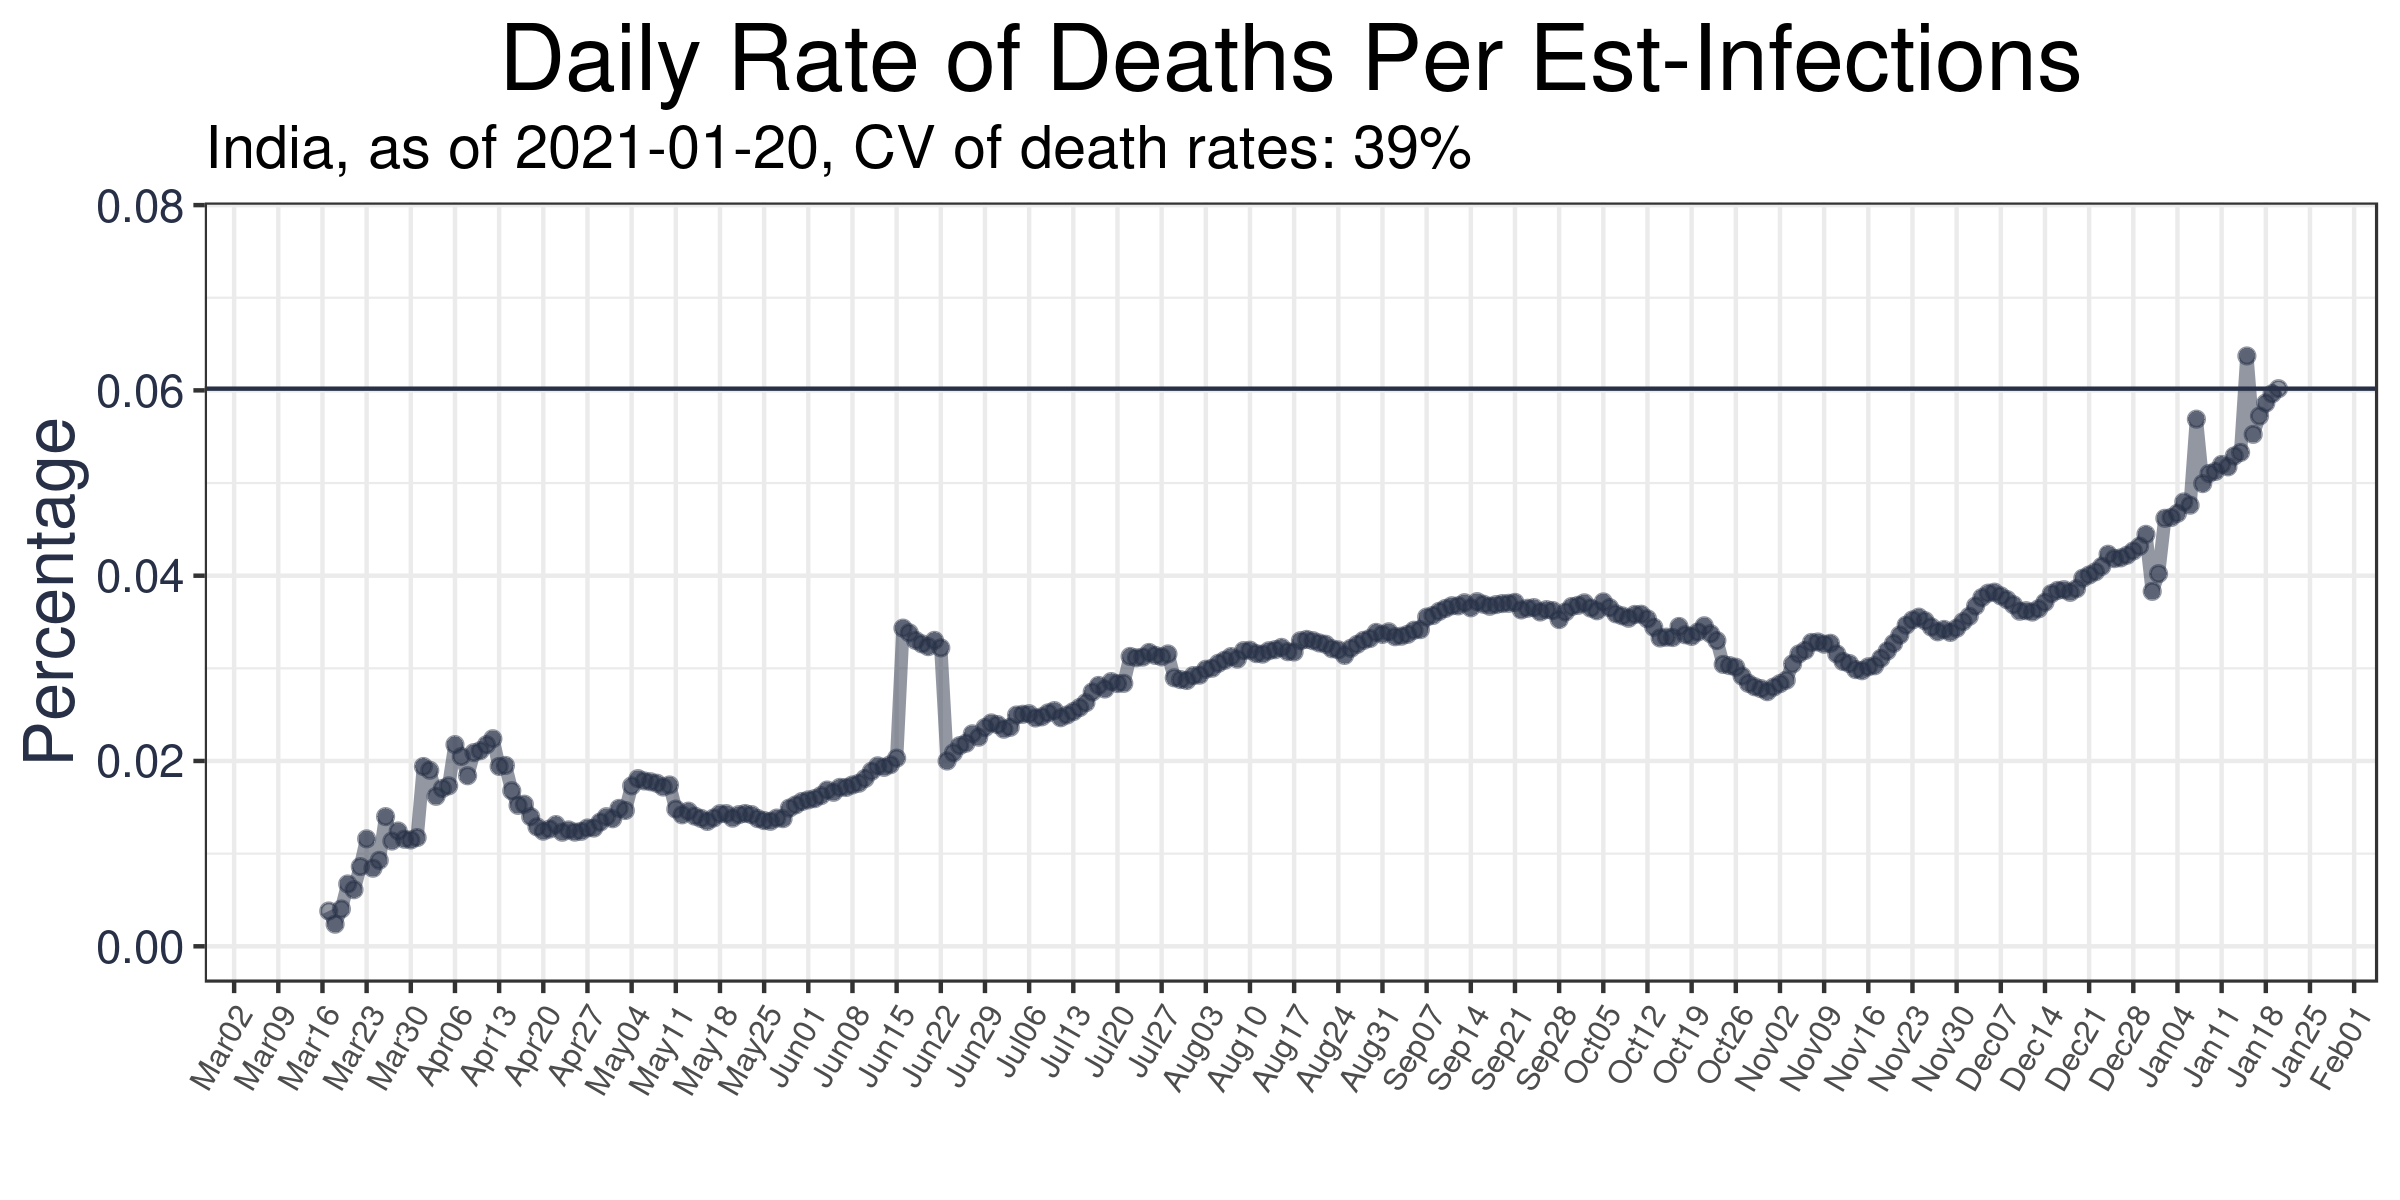 Daily Rate of Deaths Per Est-Infections
India, as of 2021-01-20, CV of death rates: 39%
Percentage
0.08
0.06
0.04
0.02
0.00
Mar02 Mar09 Mar16 Mar23 Mar30 Apr06 Apr13 Apr20 Apr27 May04 May11 May18 May25 Jun01 Jun08 Jun15 Jun22 Jun29 Jul06 Jul13 Jul20 Jul27 Aug03 Aug10 Aug17 Aug24 Aug31 Sep07 Sep14 Sep21 Sep28 Oct05 Oct12 Oct19 Oct26 Nov02 Nov09 Nov16 Nov23 Nov30 Dec07 Dec14 Dec21 Dec28 Jan04 Jan11 Jan18 Jan25 Feb01